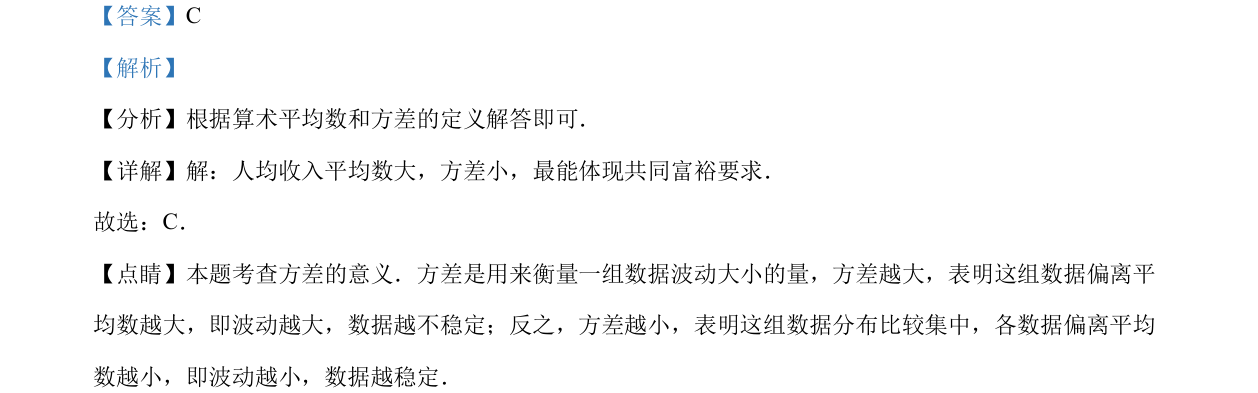 【答案】C
【解析】
【分析】根据算术平均数和方差的定义解答即可．
【详解】解：人均收入平均数大，方差小，最能体现共同富裕要求．
故选：C．
【点睛】本题考查方差的意义．方差是用来衡量一组数据波动大小的量，方差越大，表明这组数据偏离平
均数越大，即波动越大，数据越不稳定；反之，方差越小，表明这组数据分布比较集中，各数据偏离平均
数越小，即波动越小，数据越稳定．